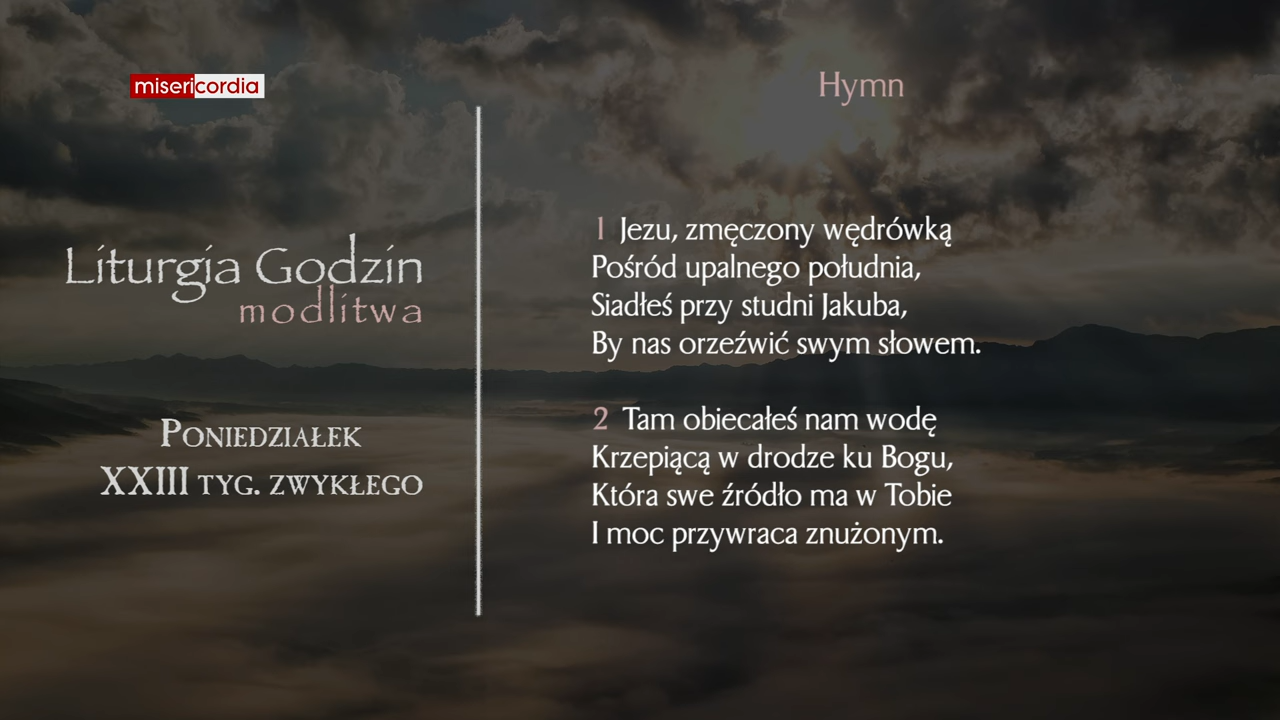 misericordia
Liturgia Godzin
modlitwa
Poniedziałek
XXIII tyg. zwykłego
Hymn
1 Jezu, zmęczony wędrówką
Pośród upalnego południa,
Siadłeś przy studni Jakuba,
By nas orzeźwić swym słowem.
2 Tam obiecałeś nam wodę
Krzepiącą w drodze ku Bogu,
Która swe źródło ma w Tobie
I moc przywraca znużonym.